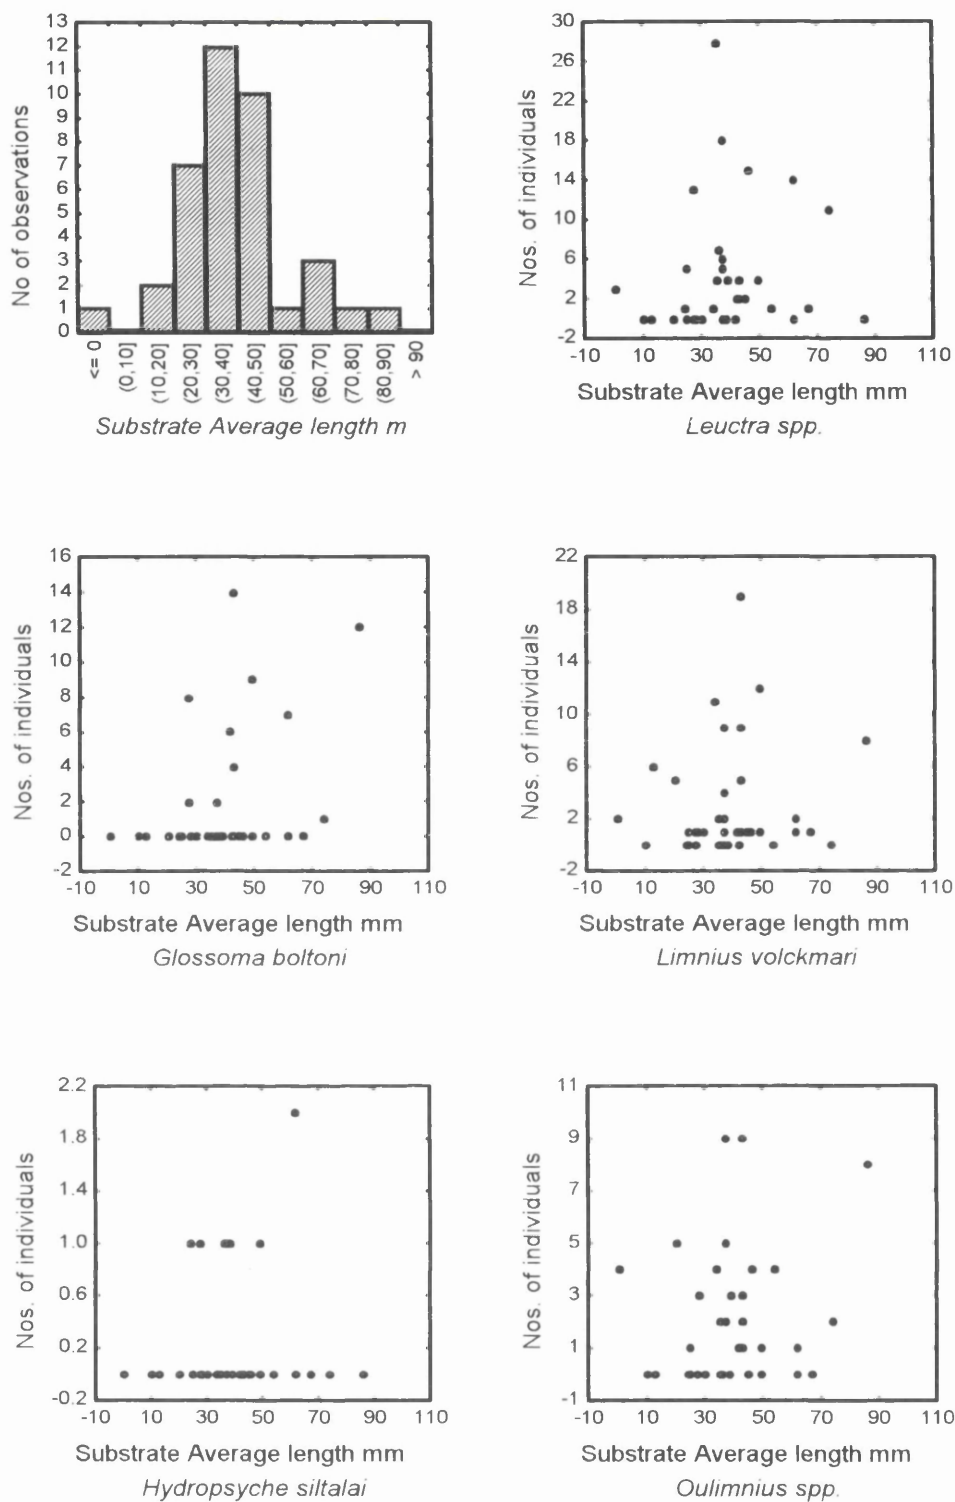 No of observations
13
12
11
10
9
8
7
6
5
4
3
2
1
0
<= 0
(0,10]
(10,20]
(20,30]
(30,40]
(40,50]
(50,60]
(60,70]
(70,80]
(80,90]
> 90
Substrate Average length m
Nos. of individuals
30
26
22
18
14
10
6
2
-2
-10 10 30 50 70 90 110
Substrate Average length mm
Leuctra spp.
Nos. of individuals
16
14
12
10
8
6
4
2
0
-2
-10 10 30 50 70 90 110
Substrate Average length mm
Glossoma boltoni
Nos. of individuals
22
18
14
10
6
2
-2
-10 10 30 50 70 90 110
Substrate Average length mm
Limnius volckmari
Nos. of individuals
2.2
1.8
1.4
1.0
0.6
0.2
-0.2
-10 10 30 50 70 90 110
Substrate Average length mm
Hydropsyche siltalai
Nos. of individuals
11
9
7
5
3
1
-1
-10 10 30 50 70 90 110
Substrate Average length mm
Oulimnius spp.